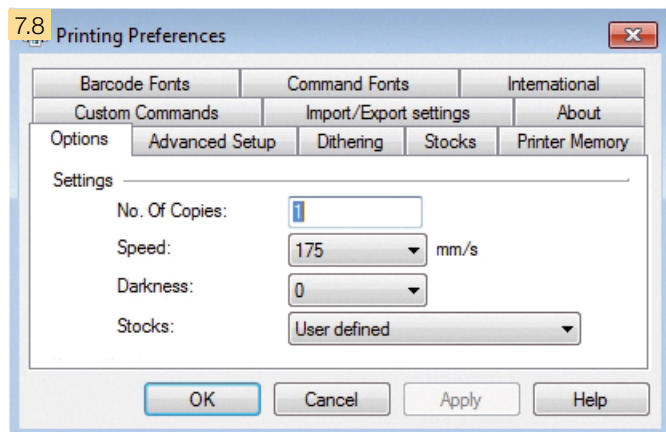 7.8
Printing Preferences
Barcode Fonts Command Fonts International
Custom Commands Import/Export settings About
Options Advanced Setup Dithering Stocks Printer Memory
Settings
No. Of Copies: 1
Speed: 175 mm/s
Darkness: 0
Stocks: User defined
OK Cancel Apply Help